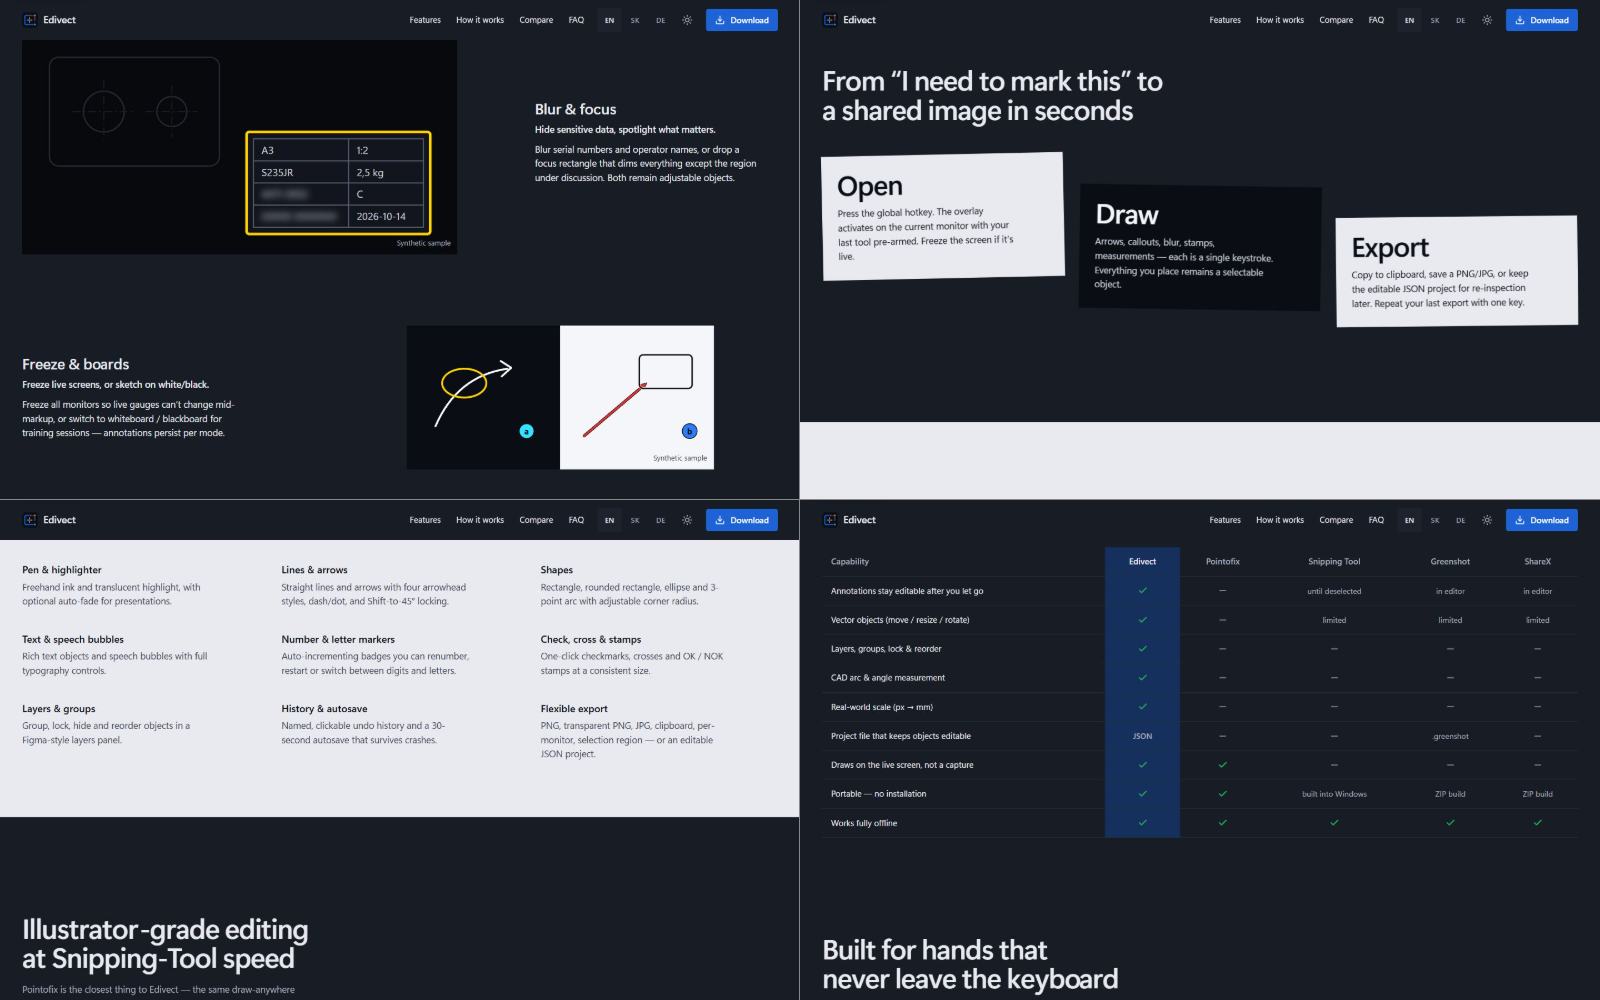 Edivect
Features How it works Compare FAQ EN SK DE Download
A3 1:2
S235JR 2,5 kg
C
2026-10-14
Synthetic sample
Blur & focus
Hide sensitive data, spotlight what matters.
Blur serial numbers and operator names, or drop a
focus rectangle that dims everything except the region
under discussion. Both remain adjustable objects.
Freeze & boards
Freeze live screens, or sketch on white/black.
Freeze all monitors so live gauges can't change mid-
markup, or switch to whiteboard / blackboard for
training sessions — annotations persist per mode.
a
b
Synthetic sample
Edivect
Features How it works Compare FAQ EN SK DE Download
From “I need to mark this” to
a shared image in seconds
Open
Press the global hotkey. The overlay
activates on the current monitor with your
last tool pre-armed. Freeze the screen if it's
live.
Draw
Arrows, callouts, blur, stamps,
measurements — each is a single keystroke.
Everything you place remains a selectable
object.
Export
Copy to clipboard, save a PNG/JPG, or keep
the editable JSON project for re-inspection
later. Repeat your last export with one key.
Edivect
Features How it works Compare FAQ EN SK DE Download
Pen & highlighter
Freehand ink and translucent highlight, with
optional auto-fade for presentations.
Lines & arrows
Straight lines and arrows with four arrowhead
styles, dash/dot, and Shift-to-45° locking.
Shapes
Rectangle, rounded rectangle, ellipse and 3-
point arc with adjustable corner radius.
Text & speech bubbles
Rich text objects and speech bubbles with full
typography controls.
Number & letter markers
Auto-incrementing badges you can renumber,
restart or switch between digits and letters.
Check, cross & stamps
One-click checkmarks, crosses and OK / NOK
stamps at a consistent size.
Layers & groups
Group, lock, hide and reorder objects in a
Figma-style layers panel.
History & autosave
Named, clickable undo history and a 30-
second autosave that survives crashes.
Flexible export
PNG, transparent PNG, JPG, clipboard, per-
monitor, selection region — or an editable
JSON project.
Illustrator-grade editing
at Snipping-Tool speed
Pointofix is the closest thing to Edivect — the same draw-anywhere
Edivect
Features How it works Compare FAQ EN SK DE Download
Capability Edivect Pointofix Snipping Tool Greenshot ShareX
Annotations stay editable after you let go ✓ — until deselected in editor in editor
Vector objects (move / resize / rotate) ✓ — limited limited limited
Layers, groups, lock & reorder ✓ — — — —
CAD arc & angle measurement ✓ — — — —
Real-world scale (px → mm) ✓ — — — —
Project file that keeps objects editable JSON — — .greenshot —
Draws on the live screen, not a capture ✓ ✓ — — —
Portable — no installation ✓ ✓ built into Windows ZIP build ZIP build
Works fully offline ✓ ✓ ✓ ✓ ✓
Built for hands that
never leave the keyboard